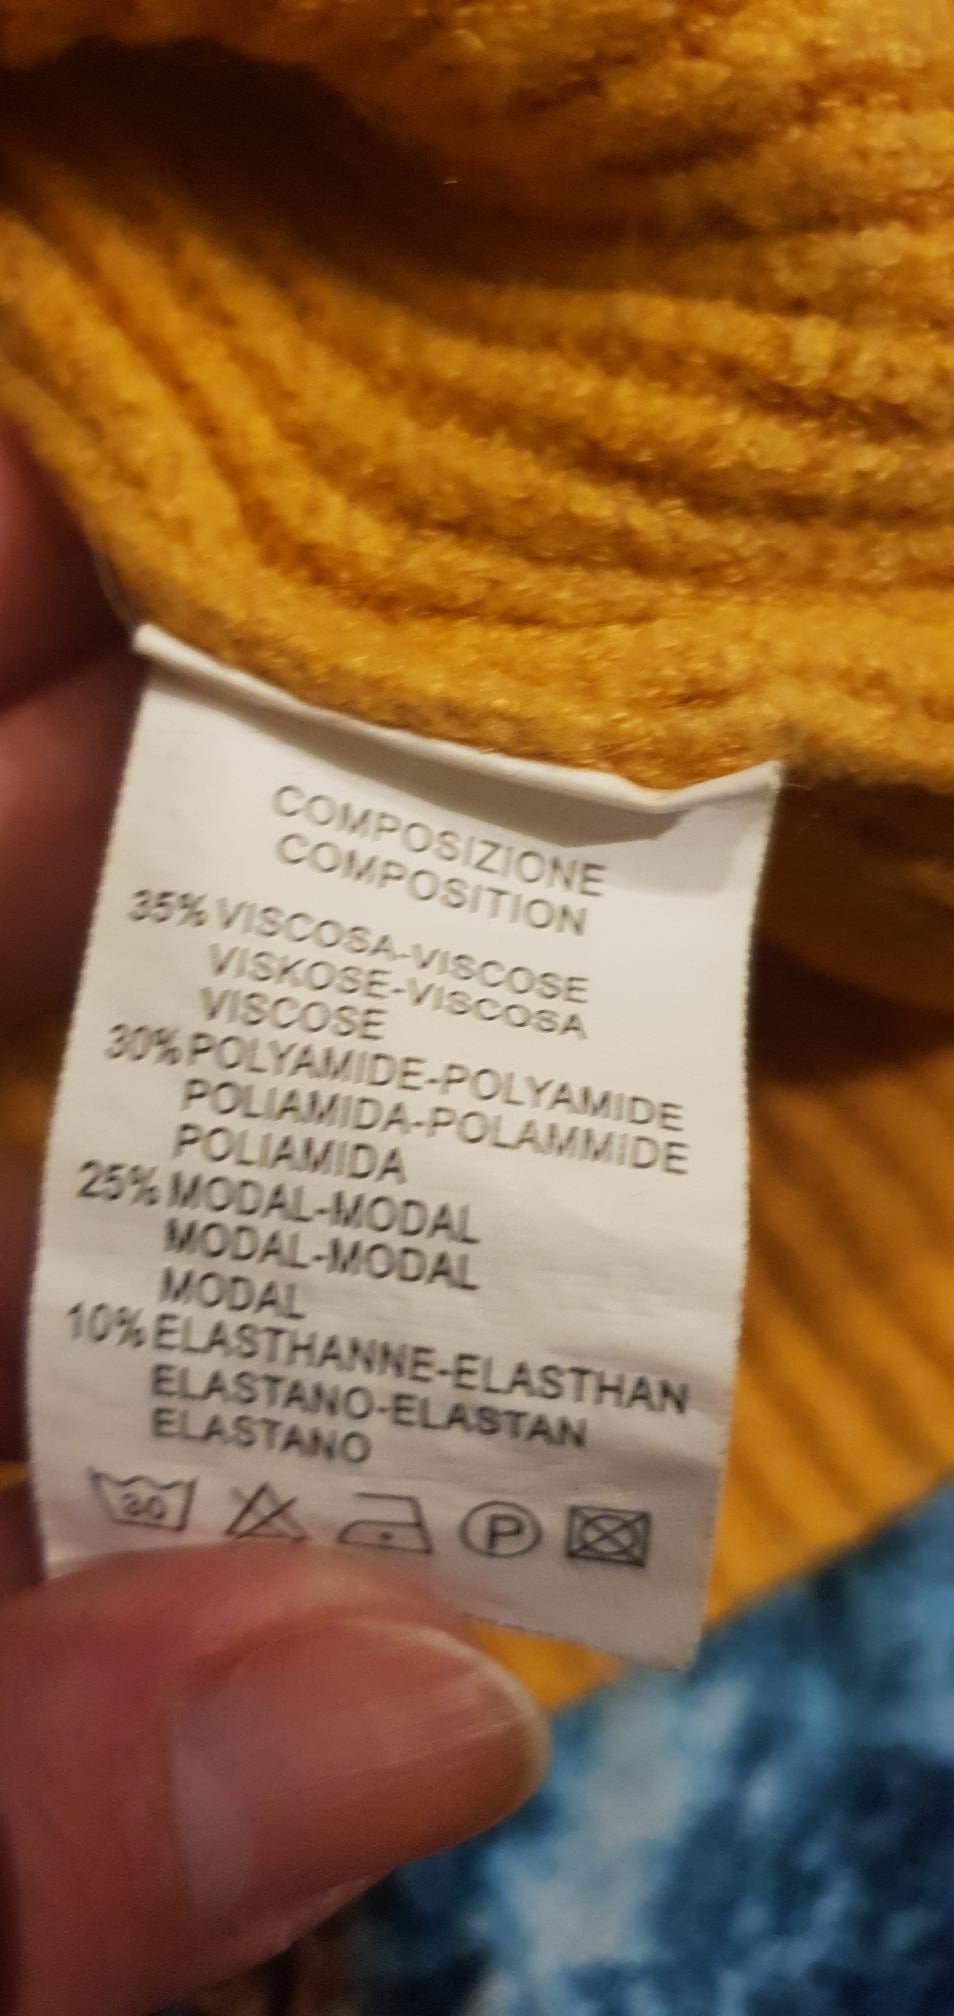 COMPOSIZIONE
COMPOSITION
35% VISCOSA-VISCOSE
VISKOSE-VISCOSA
VISCOSE
30% POLYAMIDE-POLYAMIDE
POLIAMIDA-POLAMMIDE
POLIAMIDA
25% MODAL-MODAL
MODAL-MODAL
MODAL
10% ELASTHANNE-ELASTHAN
ELASTANO-ELASTAN
ELASTANO
30 P